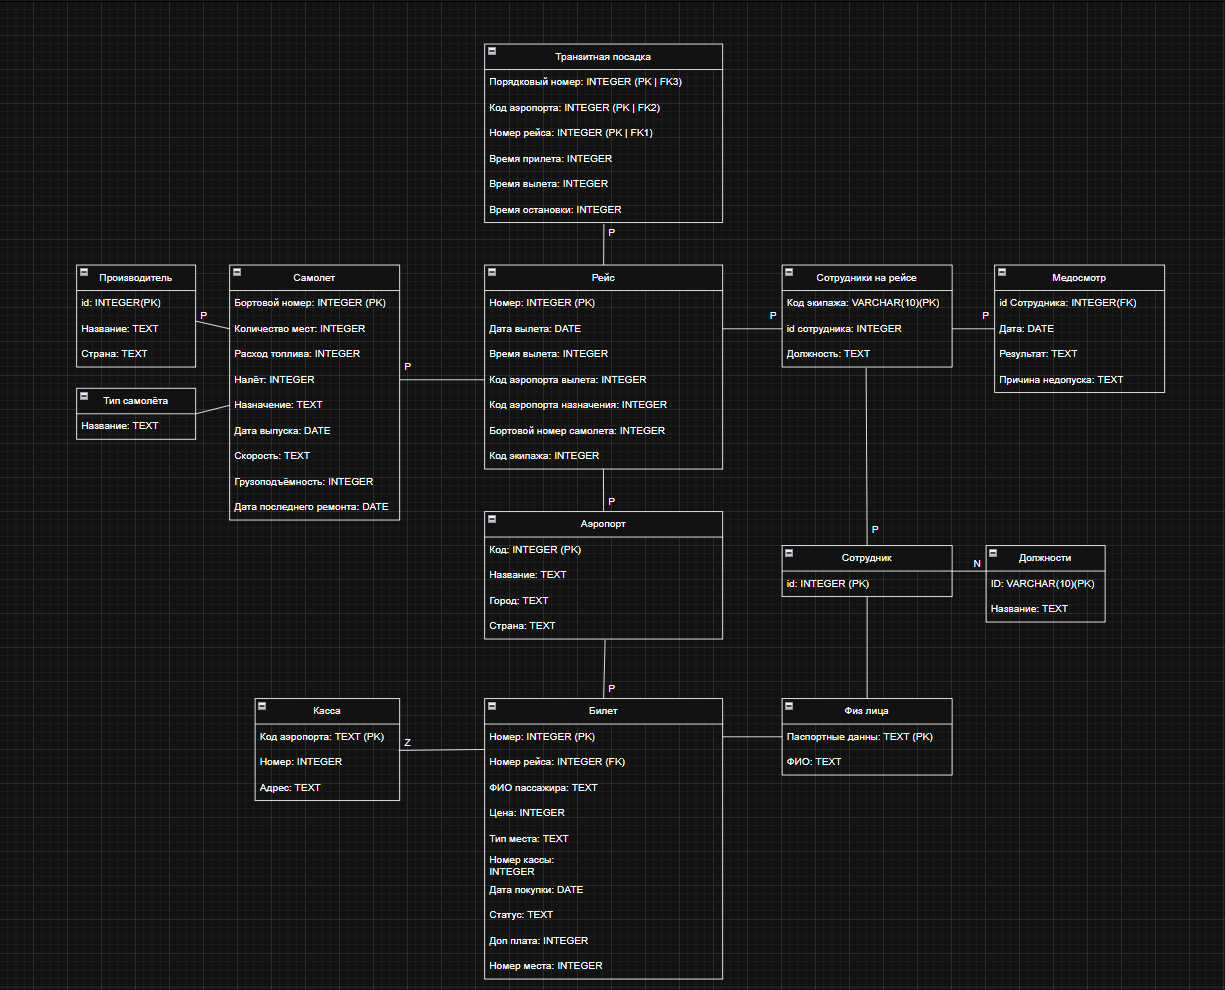 Транзитная посадка
Порядковый номер: INTEGER (PK | FK3)
Код аэропорта: INTEGER (PK | FK2)
Номер рейса: INTEGER (PK | FK1)
Время прилета: INTEGER
Время вылета: INTEGER
Время остановки: INTEGER
P
Производитель
id: INTEGER(PK)
Название: TEXT
Страна: TEXT
P
Тип самолёта
Название: TEXT
Самолет
Бортовой номер: INTEGER (PK)
Количество мест: INTEGER
Расход топлива: INTEGER
Налёт: INTEGER
Назначение: TEXT
Дата выпуска: DATE
Скорость: TEXT
Грузоподъёмность: INTEGER
Дата последнего ремонта: DATE
P
Рейс
Номер: INTEGER (PK)
Дата вылета: DATE
Время вылета: INTEGER
Код аэропорта вылета: INTEGER
Код аэропорта назначения: INTEGER
Бортовой номер самолета: INTEGER
Код экипажа: INTEGER
P
Сотрудники на рейсе
Код экипажа: VARCHAR(10)(PK)
id сотрудника: INTEGER
Должность: TEXT
P
Медосмотр
id Сотрудника: INTEGER(FK)
Дата: DATE
Результат: TEXT
Причина недопуска: TEXT
P
Аэропорт
Код: INTEGER (PK)
Название: TEXT
Город: TEXT
Страна: TEXT
P
Сотрудник
id: INTEGER (PK)
N
Должности
ID: VARCHAR(10)(PK)
Название: TEXT
P
Касса
Код аэропорта: TEXT (PK)
Номер: INTEGER
Адрес: TEXT
Z
Билет
Номер: INTEGER (PK)
Номер рейса: INTEGER (FK)
ФИО пассажира: TEXT
Цена: INTEGER
Тип места: TEXT
Номер кассы:
INTEGER
Дата покупки: DATE
Статус: TEXT
Доп плата: INTEGER
Номер места: INTEGER
Физ лица
Паспортные данны: TEXT (PK)
ФИО: TEXT